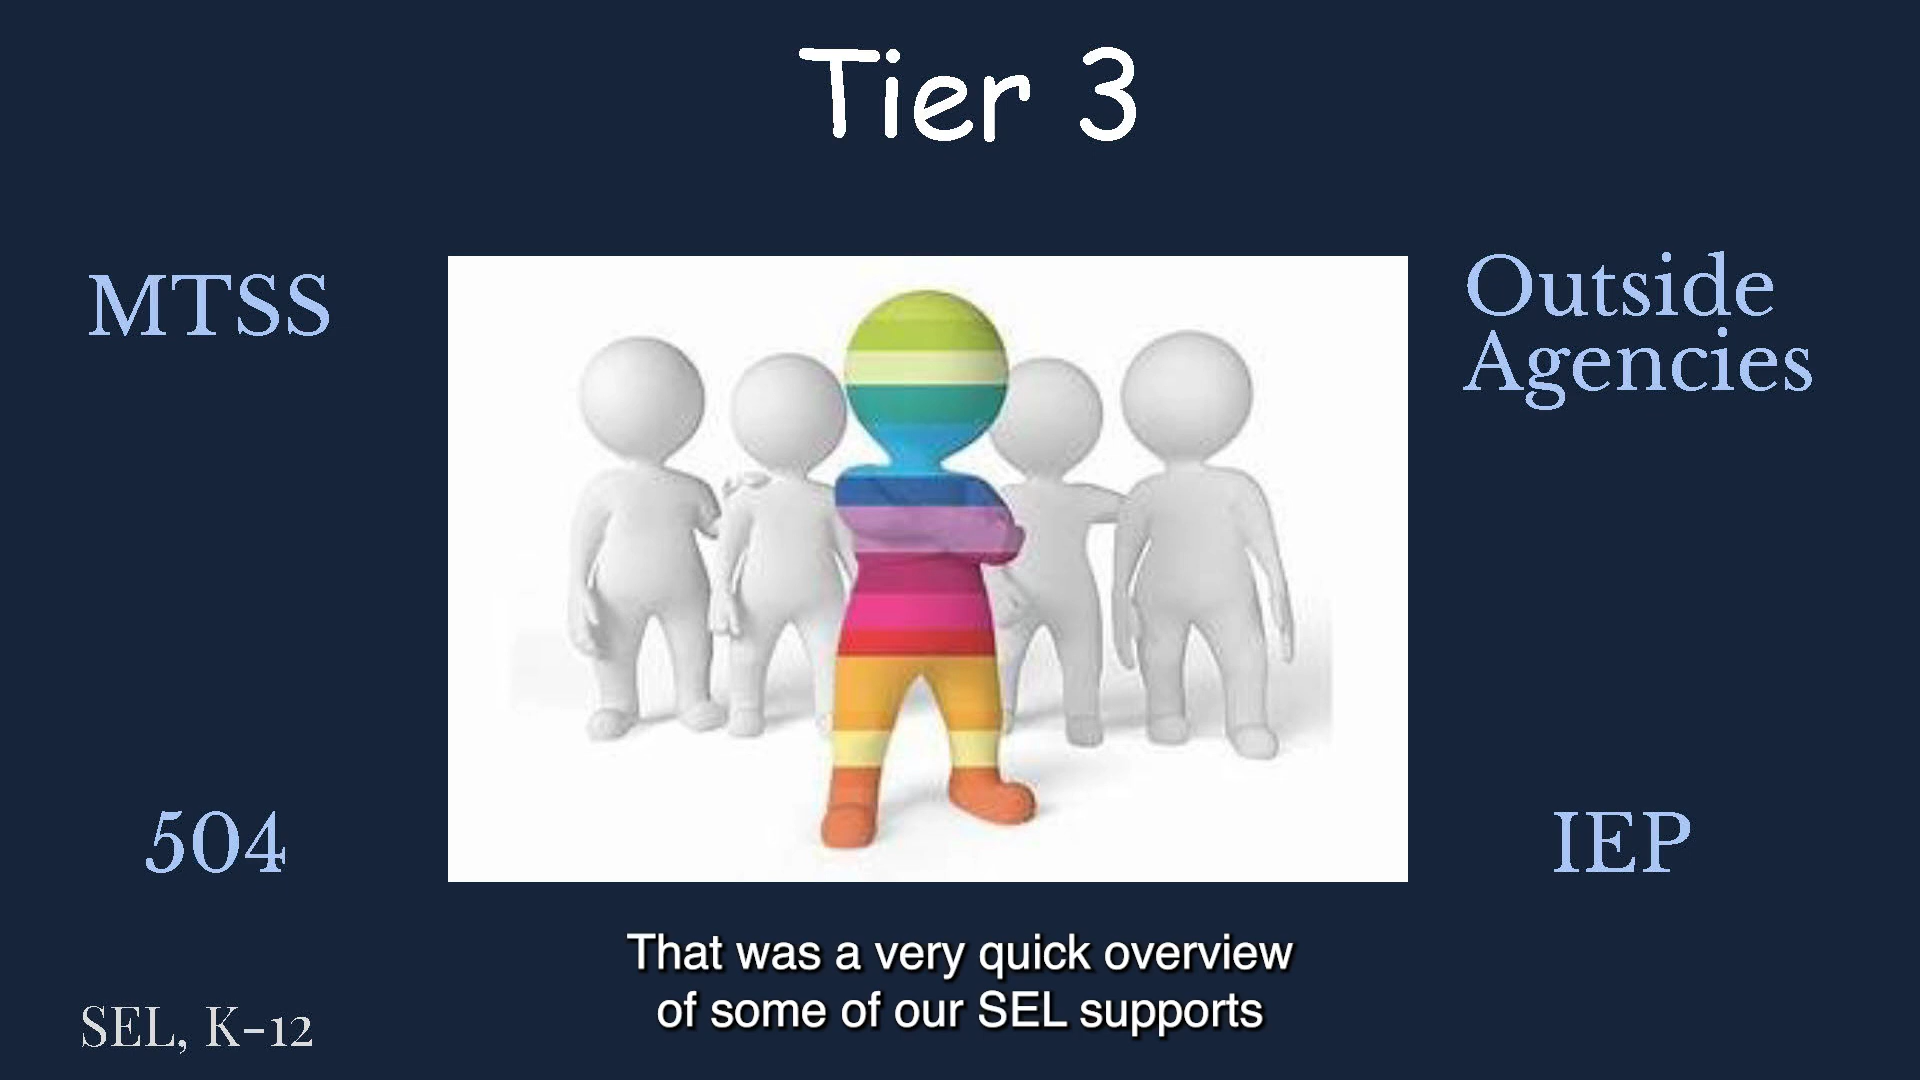 Tier 3
MTSS
Outside
Agencies
504
IEP
That was a very quick overview
of some of our SEL supports
SEL, K-12